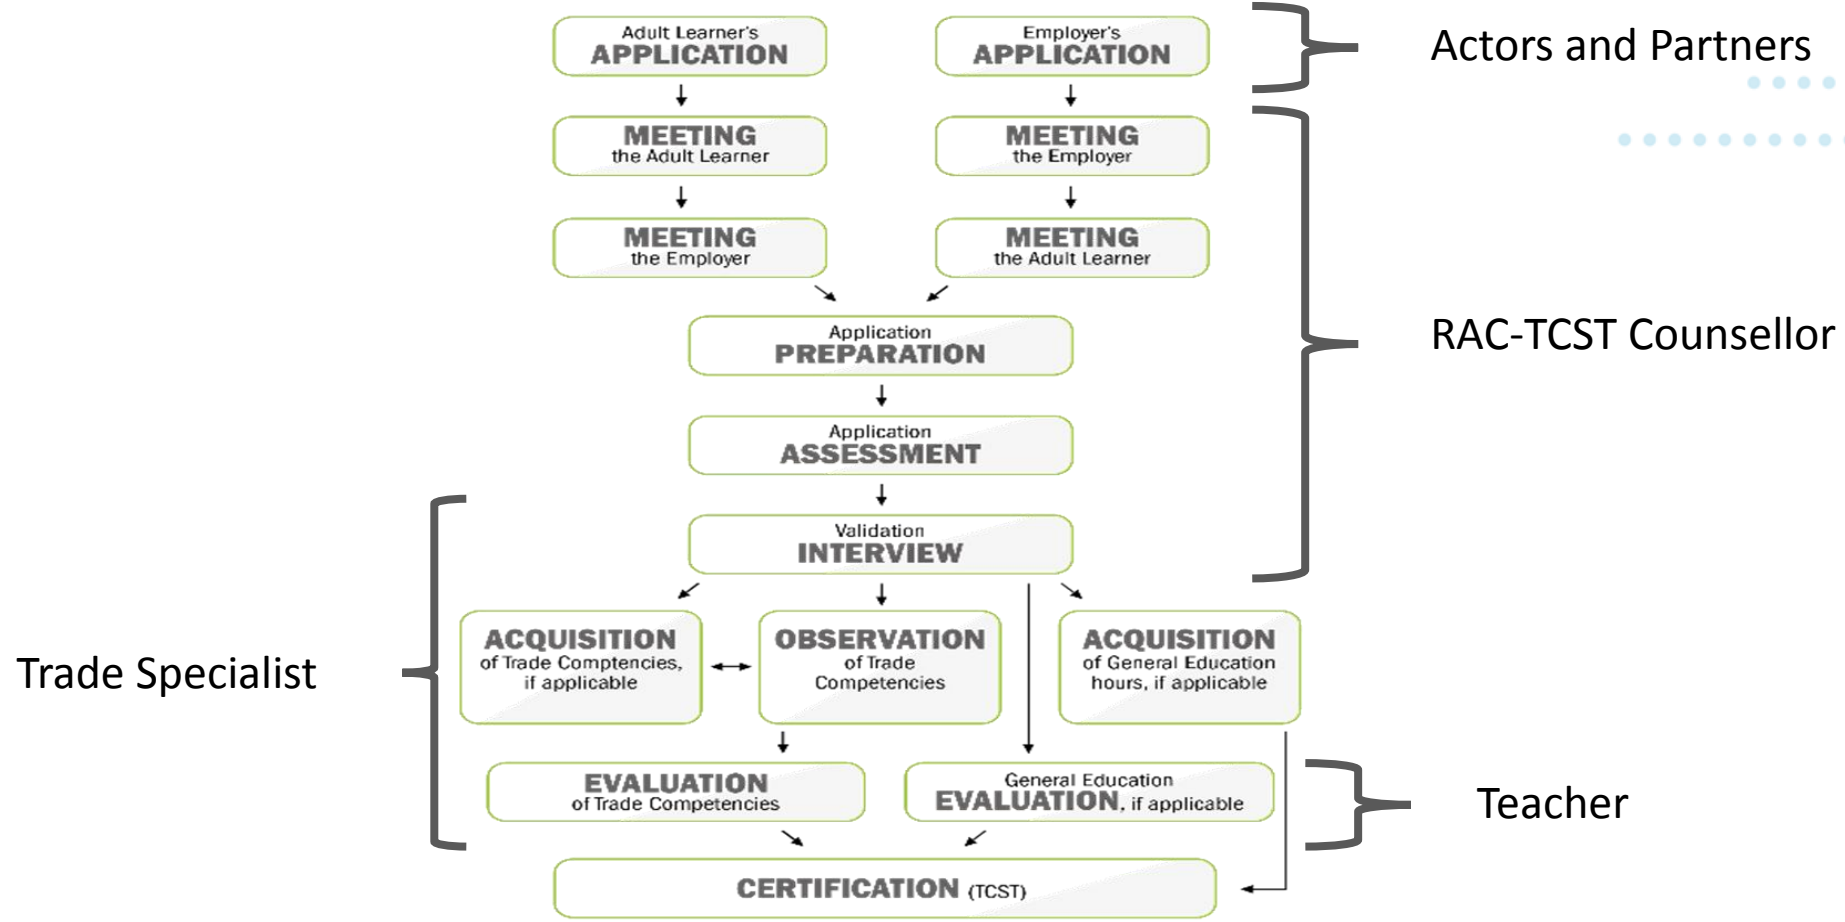 Adult Learner's
APPLICATION
Employer's
APPLICATION
Actors and Partners
MEETING
the Adult Learner
MEETING
the Employer
MEETING
the Employer
MEETING
the Adult Learner
Application
PREPARATION
RAC-TCST Counsellor
Application
ASSESSMENT
Validation
INTERVIEW
Trade Specialist
ACQUISITION
of Trade Comptencies,
if applicable
OBSERVATION
of Trade
Competencies
ACQUISITION
of General Education
hours, if applicable
EVALUATION
of Trade Competencies
General Education
EVALUATION, if applicable
Teacher
CERTIFICATION (TCST)